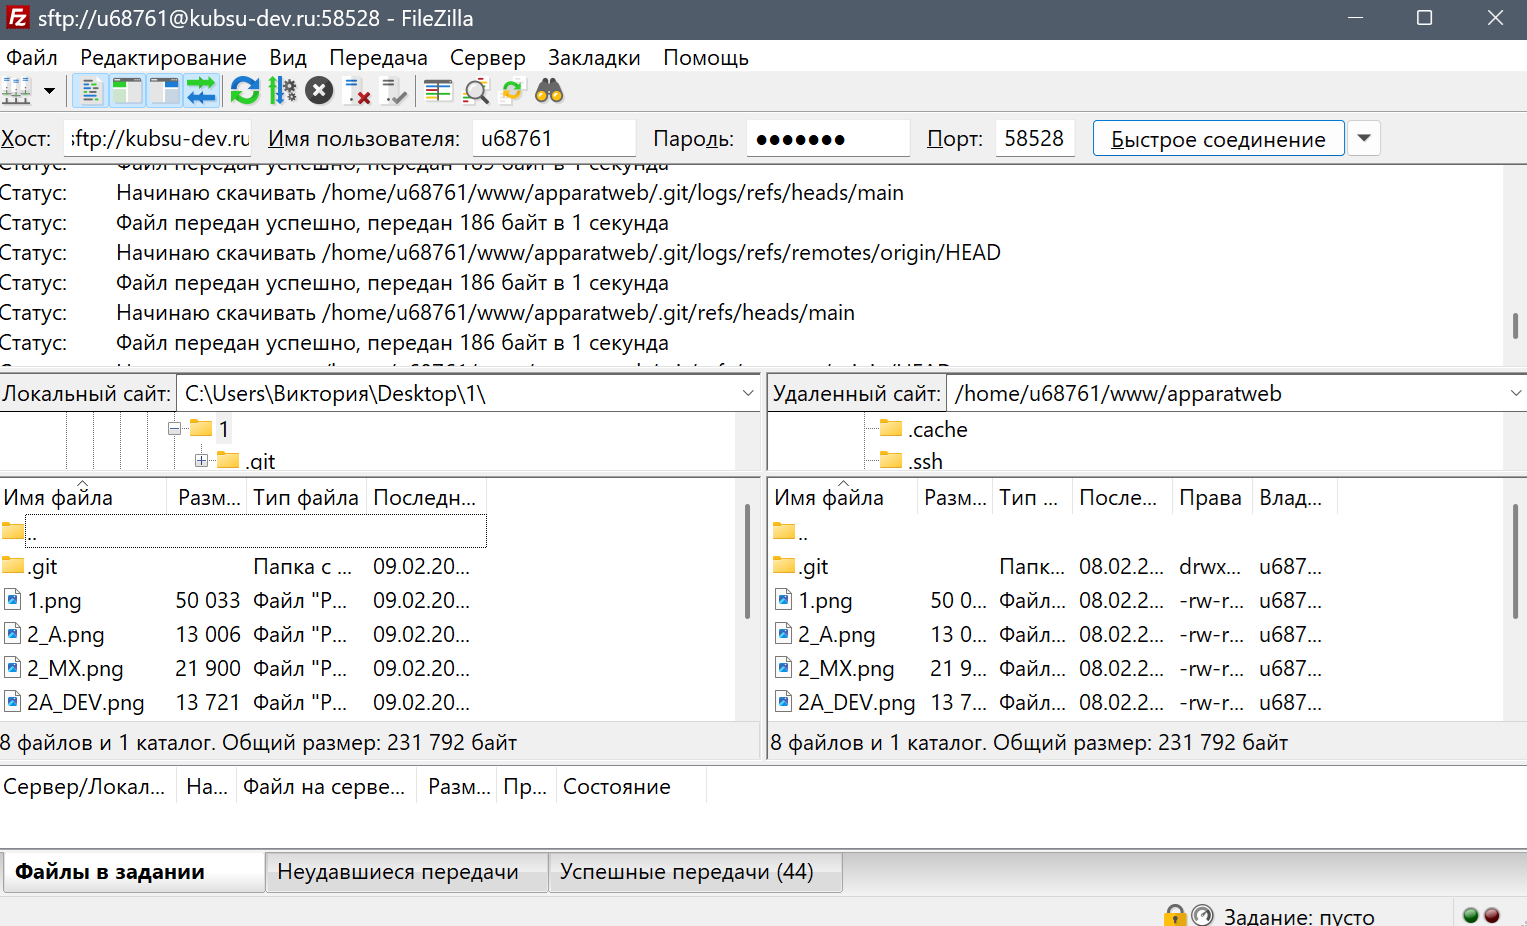 sftp://u68761@kubsu-dev.ru:58528 - FileZilla
Файл Редактирование Вид Передача Сервер Закладки Помощь
Хост: sftp://kubsu-dev.ru Имя пользователя: u68761 Пароль: ●●●●●●● Порт: 58528 Быстрое соединение
Статус: Файл передан успешно, передан 189 байт в 1 секунда
Статус: Начинаю скачивать /home/u68761/www/apparatweb/.git/logs/refs/heads/main
Статус: Файл передан успешно, передан 186 байт в 1 секунда
Статус: Начинаю скачивать /home/u68761/www/apparatweb/.git/logs/refs/remotes/origin/HEAD
Статус: Файл передан успешно, передан 186 байт в 1 секунда
Статус: Начинаю скачивать /home/u68761/www/apparatweb/.git/refs/heads/main
Статус: Файл передан успешно, передан 186 байт в 1 секунда
Локальный сайт: C:\Users\Виктория\Desktop\1\
1
.git
Удаленный сайт: /home/u68761/www/apparatweb
.cache
.ssh
Имя файла Разм... Тип файла Последн...
..
.git Папка с ... 09.02.20...
1.png 50 033 Файл "P... 09.02.20...
2_A.png 13 006 Файл "P... 09.02.20...
2_MX.png 21 900 Файл "P... 09.02.20...
2A_DEV.png 13 721 Файл "P... 09.02.20...
8 файлов и 1 каталог. Общий размер: 231 792 байт
Имя файла Разм... Тип ... После... Права Влад...
..
.git Папк... 08.02.2... drwx... u687...
1.png 50 0... Файл... 08.02.2... -rw-r... u687...
2_A.png 13 0... Файл... 08.02.2... -rw-r... u687...
2_MX.png 21 9... Файл... 08.02.2... -rw-r... u687...
2A_DEV.png 13 7... Файл... 08.02.2... -rw-r... u687...
8 файлов и 1 каталог. Общий размер: 231 792 байт
Сервер/Локал... На... Файл на серве... Разм... Пр... Состояние
Файлы в задании Неудавшиеся передачи Успешные передачи (44)
Задание: пусто